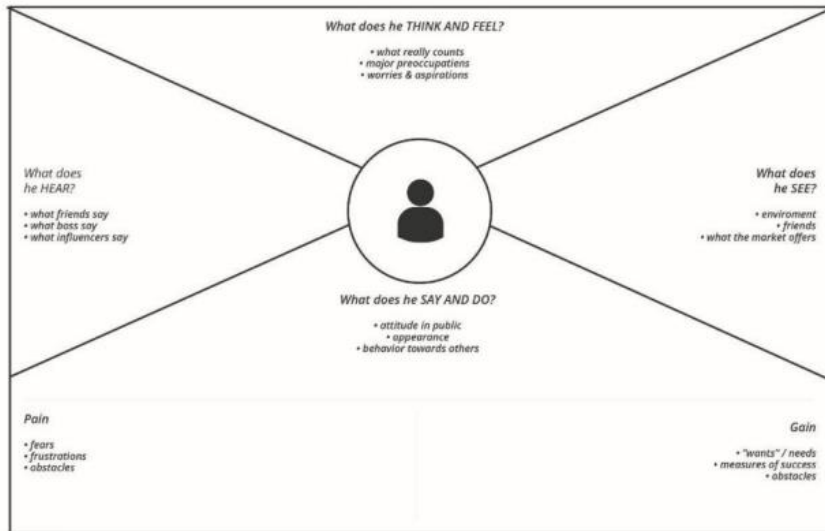 What does he THINK AND FEEL?
• what really counts
• major preoccupatiens
• worries & aspirations
What does
he HEAR?
• what friends say
• what boss say
• what influencers say
What does
he SEE?
• enviroment
• friends
• what the market offers
What does he SAY AND DO?
• attitude in public
• appearance
• behavior towards others
Pain
• fears
• frustrations
• obstacles
Gain
• "wants" / needs
• measures of success
• obstacles